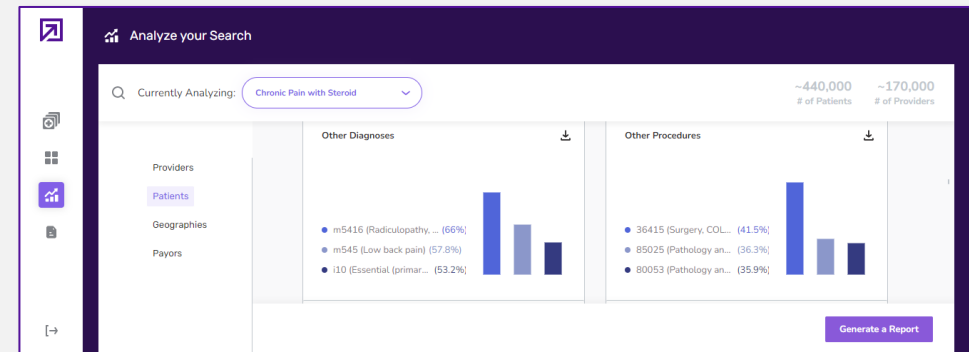 Analyze your Search
Currently Analyzing: Chronic Pain with Steroid
~440,000 ~170,000
# of Patients # of Providers
Providers
Patients
Geographies
Payors
Other Diagnoses
m5416 (Radiculopathy, ... (66%)
m545 (Low back pain) (57.8%)
i10 (Essential (primar... (53.2%)
Other Procedures
36415 (Surgery, COL... (41.5%)
85025 (Pathology an... (36.3%)
80053 (Pathology an... (35.9%)
Generate a Report